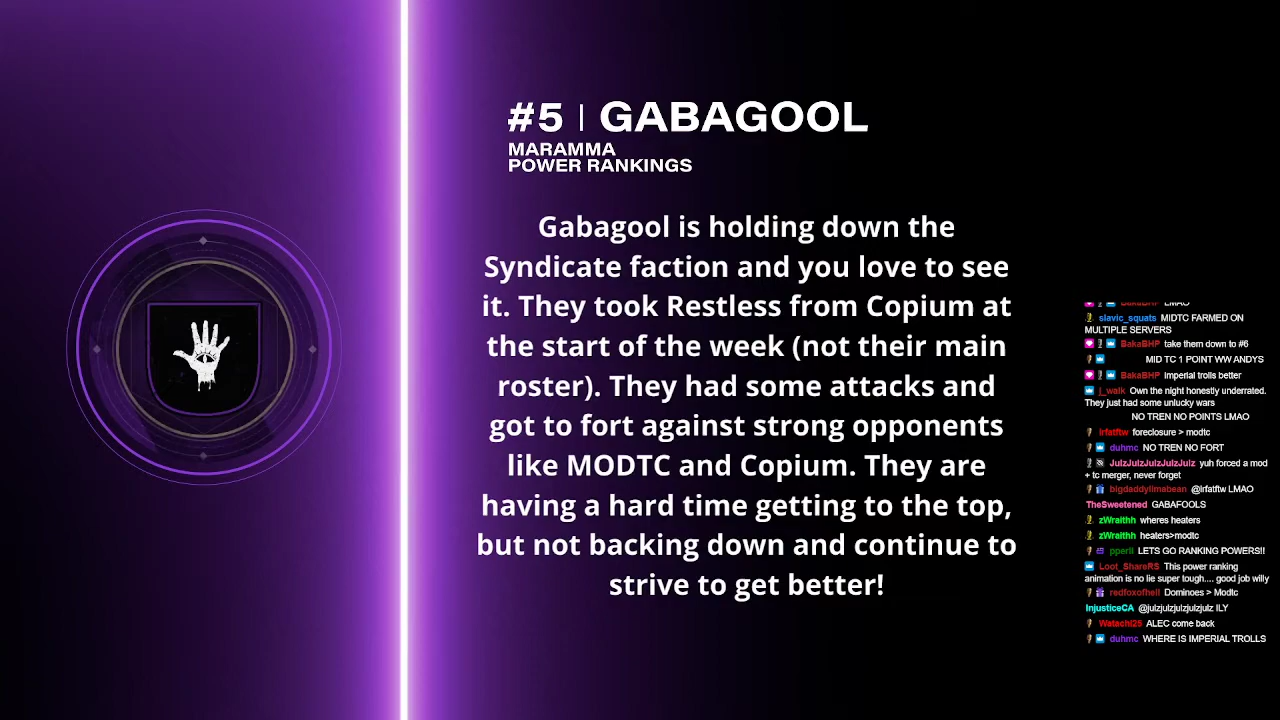 #5 | GABAGOOL
MARAMMA
POWER RANKINGS
Gabagool is holding down the
Syndicate faction and you love to see
it. They took Restless from Copium at
the start of the week (not their main
roster). They had some attacks and
got to fort against strong opponents
like MODTC and Copium. They are
having a hard time getting to the top,
but not backing down and continue to
strive to get better!
BakaBHP LMAO
slavic_squats MIDTC FARMED ON
MULTIPLE SERVERS
BakaBHP take them down to #6
MID TC 1 POINT WW ANDYS
BakaBHP Imperial trolls better
j_walk Own the night honestly underrated.
They just had some unlucky wars
NO TREN NO POINTS LMAO
lrfatftw foreclosure > modtc
duhmc NO TREN NO FORT
JulzJulzJulzJulzJulz yuh forced a mod
+ tc merger, never forget
bigdaddylimabean @lrfatftw LMAO
TheSweetened GABAFOOLS
zWraithh wheres heaters
zWraithh heaters>modtc
pperll LETS GO RANKING POWERS!!
Loot_ShareRS This power ranking
animation is no lie super tough.... good job willy
redfoxofhell Dominoes > Modtc
InjusticeCA @julzjulzjulzjulzjulz ILY
Watachi25 ALEC come back
duhmc WHERE IS IMPERIAL TROLLS